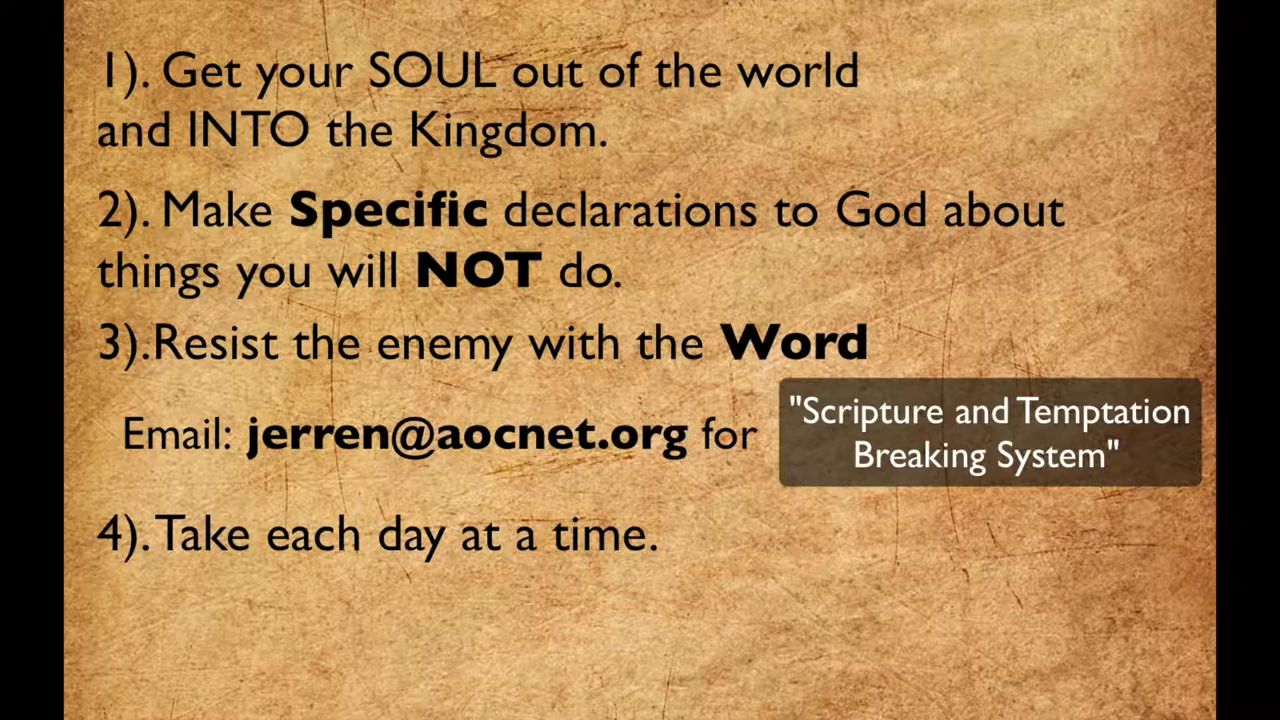 1). Get your SOUL out of the world
and INTO the Kingdom.
2). Make Specific declarations to God about
things you will NOT do.
3).Resist the enemy with the Word
Email: jerren@aocnet.org for
"Scripture and Temptation
Breaking System"
4). Take each day at a time.